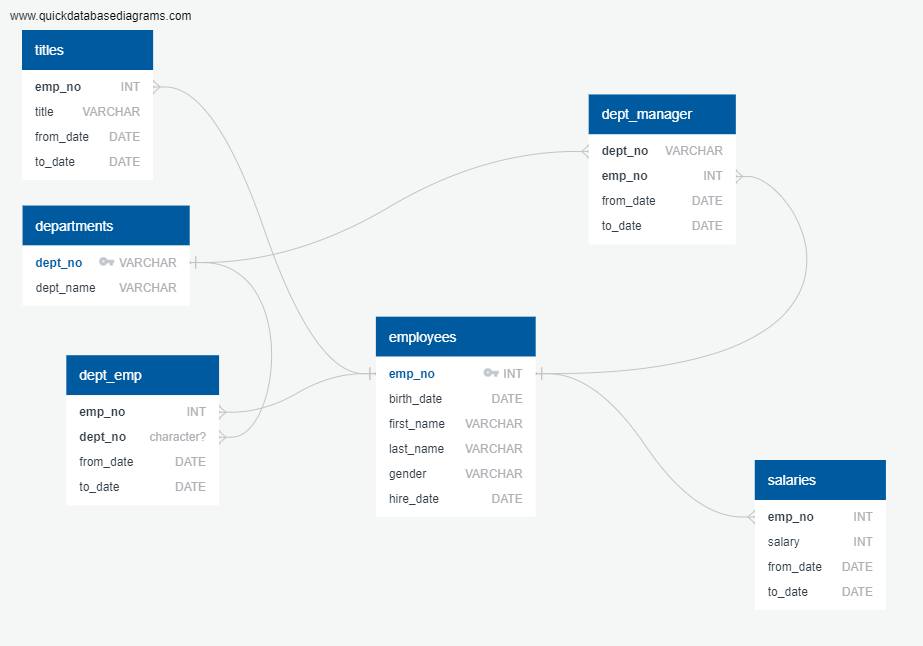 www.quickdatabasediagrams.com
titles
emp_no INT
title VARCHAR
from_date DATE
to_date DATE
departments
dept_no VARCHAR
dept_name VARCHAR
dept_emp
emp_no INT
dept_no character?
from_date DATE
to_date DATE
employees
emp_no INT
birth_date DATE
first_name VARCHAR
last_name VARCHAR
gender VARCHAR
hire_date DATE
dept_manager
dept_no VARCHAR
emp_no INT
from_date DATE
to_date DATE
salaries
emp_no INT
salary INT
from_date DATE
to_date DATE